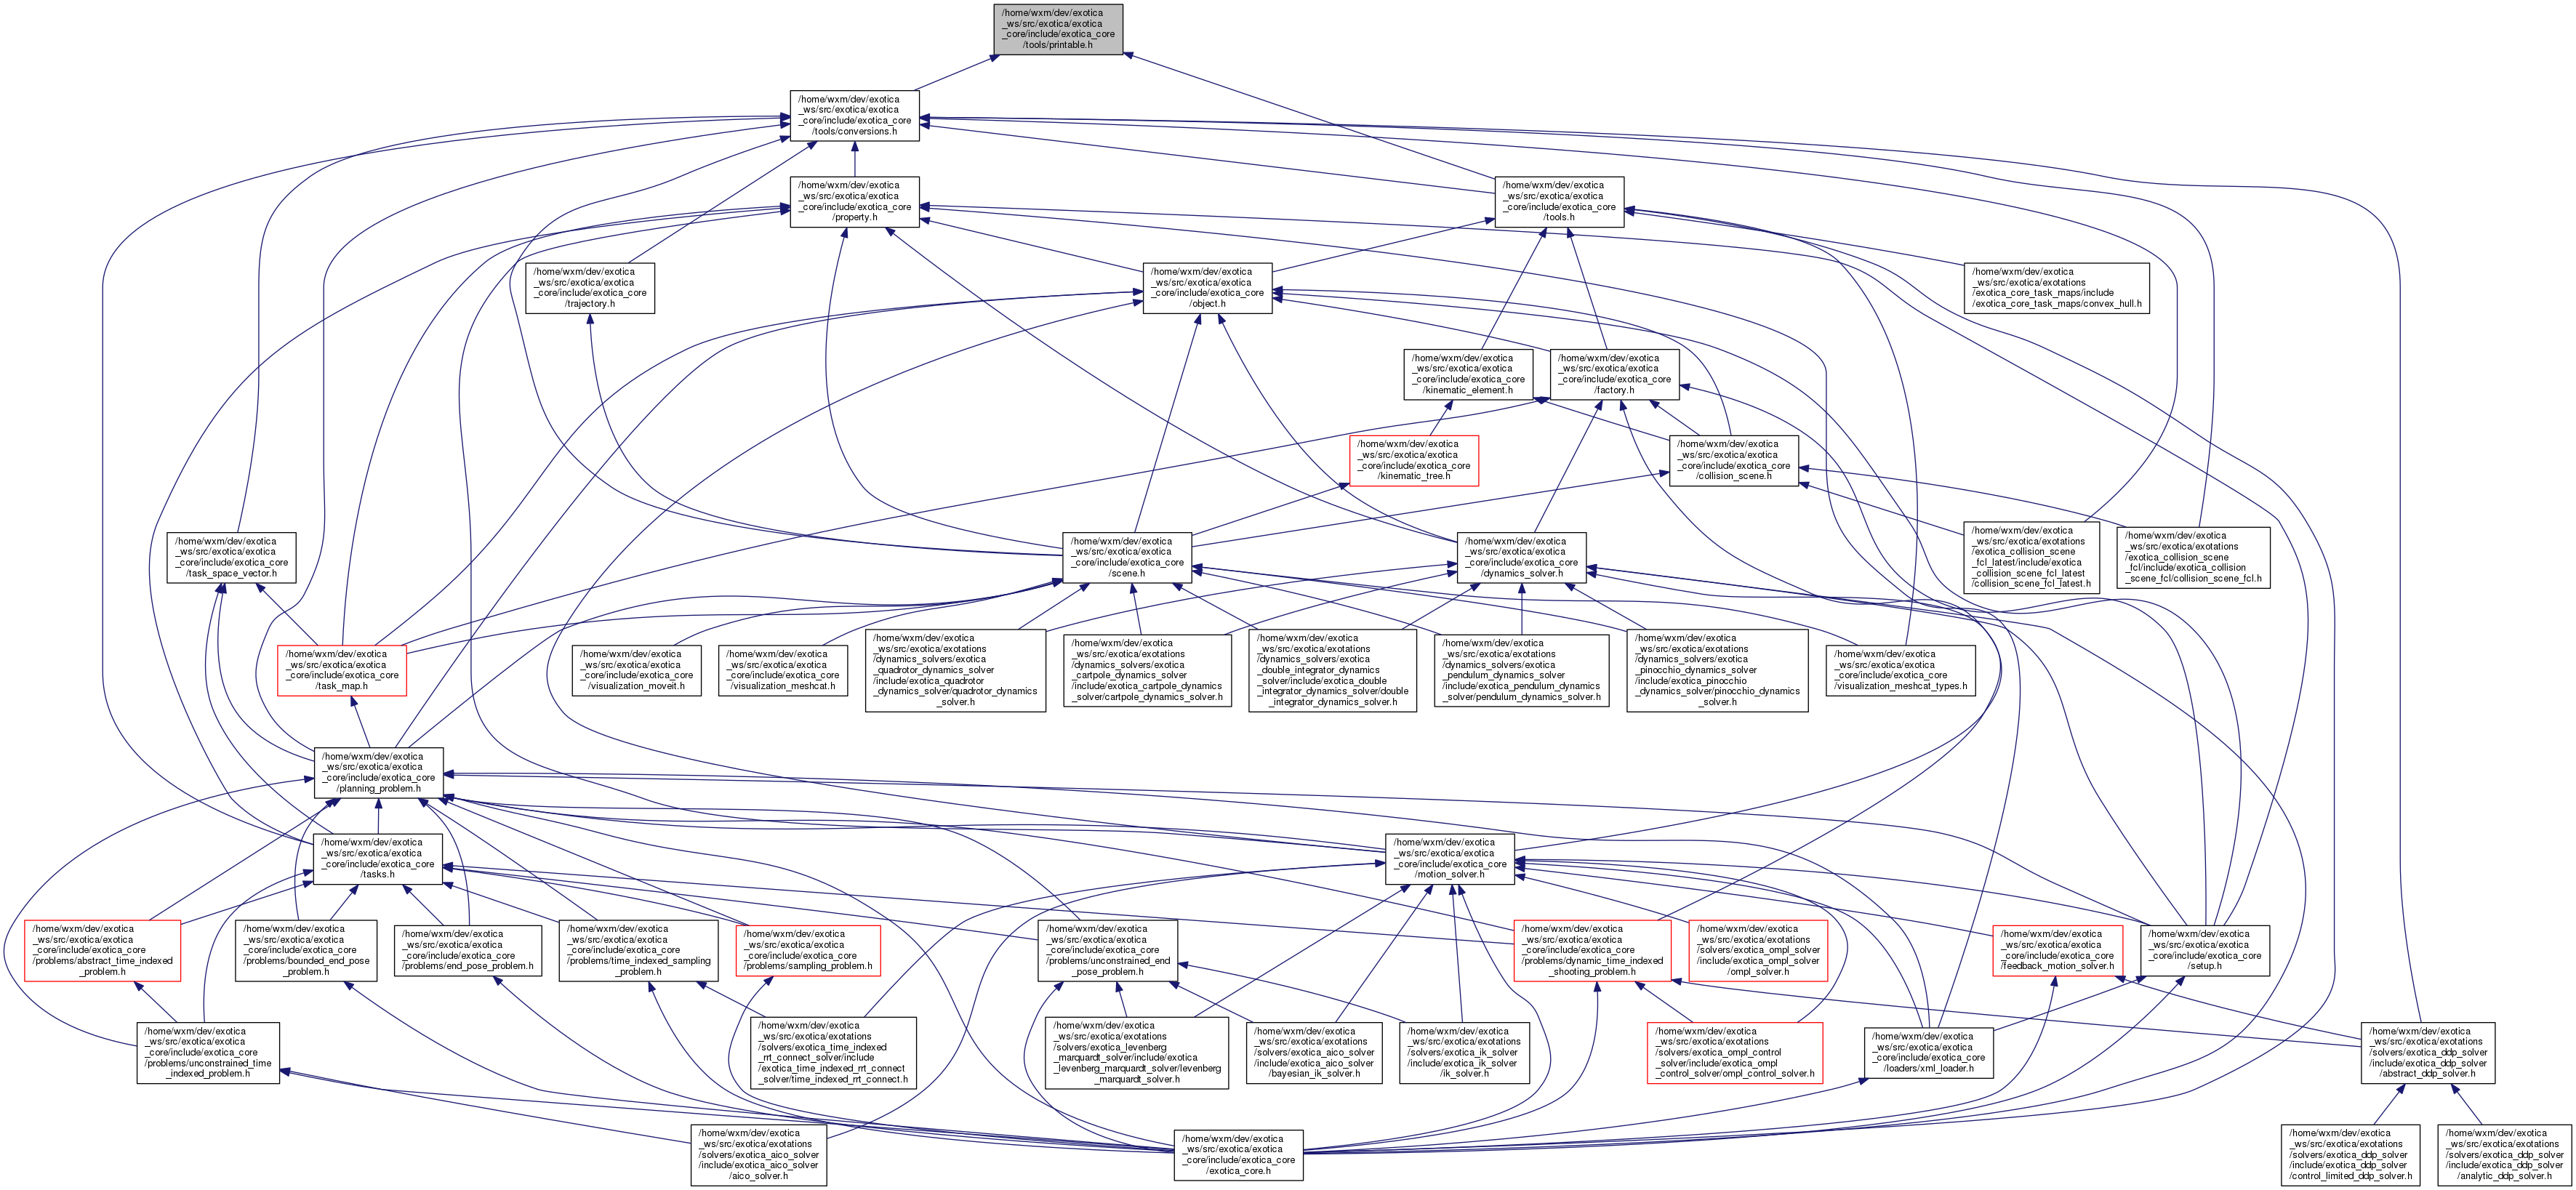 /home/wxm/dev/exotica
_ws/src/exotica/exotica
_core/include/exotica_core
/tools/printable.h
/home/wxm/dev/exotica
_ws/src/exotica/exotica
_core/include/exotica_core
/tools/conversions.h
/home/wxm/dev/exotica
_ws/src/exotica/exotica
_core/include/exotica_core
/property.h
/home/wxm/dev/exotica
_ws/src/exotica/exotica
_core/include/exotica_core
/tools.h
/home/wxm/dev/exotica
_ws/src/exotica/exotica
_core/include/exotica_core
/trajectory.h
/home/wxm/dev/exotica
_ws/src/exotica/exotica
_core/include/exotica_core
/object.h
/home/wxm/dev/exotica
_ws/src/exotica/exotations
/exotica_core_task_maps/include
/exotica_core_task_maps/convex_hull.h
/home/wxm/dev/exotica
_ws/src/exotica/exotica
_core/include/exotica_core
/kinematic_element.h
/home/wxm/dev/exotica
_ws/src/exotica/exotica
_core/include/exotica_core
/factory.h
/home/wxm/dev/exotica
_ws/src/exotica/exotica
_core/include/exotica_core
/kinematic_tree.h
/home/wxm/dev/exotica
_ws/src/exotica/exotica
_core/include/exotica_core
/collision_scene.h
/home/wxm/dev/exotica
_ws/src/exotica/exotica
_core/include/exotica_core
/task_space_vector.h
/home/wxm/dev/exotica
_ws/src/exotica/exotica
_core/include/exotica_core
/scene.h
/home/wxm/dev/exotica
_ws/src/exotica/exotica
_core/include/exotica_core
/dynamics_solver.h
/home/wxm/dev/exotica
_ws/src/exotica/exotations
/exotica_collision_scene
_fcl_latest/include/exotica
_collision_scene_fcl_latest
/collision_scene_fcl_latest.h
/home/wxm/dev/exotica
_ws/src/exotica/exotations
/exotica_collision_scene
_fcl/include/exotica_collision
_scene_fcl/collision_scene_fcl.h
/home/wxm/dev/exotica
_ws/src/exotica/exotica
_core/include/exotica_core
/task_map.h
/home/wxm/dev/exotica
_ws/src/exotica/exotica
_core/include/exotica_core
/visualization_moveit.h
/home/wxm/dev/exotica
_ws/src/exotica/exotica
_core/include/exotica_core
/visualization_meshcat.h
/home/wxm/dev/exotica
_ws/src/exotica/exotations
/dynamics_solvers/exotica
_quadrotor_dynamics_solver
/include/exotica_quadrotor
_dynamics_solver/quadrotor_dynamics
_solver.h
/home/wxm/dev/exotica
_ws/src/exotica/exotations
/dynamics_solvers/exotica
_cartpole_dynamics_solver
/include/exotica_cartpole_dynamics
_solver/cartpole_dynamics_solver.h
/home/wxm/dev/exotica
_ws/src/exotica/exotations
/dynamics_solvers/exotica
_double_integrator_dynamics
_solver/include/exotica_double
_integrator_dynamics_solver/double
_integrator_dynamics_solver.h
/home/wxm/dev/exotica
_ws/src/exotica/exotations
/dynamics_solvers/exotica
_pendulum_dynamics_solver
/include/exotica_pendulum_dynamics
_solver/pendulum_dynamics_solver.h
/home/wxm/dev/exotica
_ws/src/exotica/exotations
/dynamics_solvers/exotica
_pinocchio_dynamics_solver
/include/exotica_pinocchio
_dynamics_solver/pinocchio_dynamics
_solver.h
/home/wxm/dev/exotica
_ws/src/exotica/exotica
_core/include/exotica_core
/visualization_meshcat_types.h
/home/wxm/dev/exotica
_ws/src/exotica/exotica
_core/include/exotica_core
/planning_problem.h
/home/wxm/dev/exotica
_ws/src/exotica/exotica
_core/include/exotica_core
/tasks.h
/home/wxm/dev/exotica
_ws/src/exotica/exotica
_core/include/exotica_core
/motion_solver.h
/home/wxm/dev/exotica
_ws/src/exotica/exotica
_core/include/exotica_core
/problems/abstract_time_indexed
_problem.h
/home/wxm/dev/exotica
_ws/src/exotica/exotica
_core/include/exotica_core
/problems/bounded_end_pose
_problem.h
/home/wxm/dev/exotica
_ws/src/exotica/exotica
_core/include/exotica_core
/problems/end_pose_problem.h
/home/wxm/dev/exotica
_ws/src/exotica/exotica
_core/include/exotica_core
/problems/time_indexed_sampling
_problem.h
/home/wxm/dev/exotica
_ws/src/exotica/exotica
_core/include/exotica_core
/problems/sampling_problem.h
/home/wxm/dev/exotica
_ws/src/exotica/exotica
_core/include/exotica_core
/problems/unconstrained_end
_pose_problem.h
/home/wxm/dev/exotica
_ws/src/exotica/exotica
_core/include/exotica_core
/problems/dynamic_time_indexed
_shooting_problem.h
/home/wxm/dev/exotica
_ws/src/exotica/exotations
/solvers/exotica_ompl_solver
/include/exotica_ompl_solver
/ompl_solver.h
/home/wxm/dev/exotica
_ws/src/exotica/exotica
_core/include/exotica_core
/feedback_motion_solver.h
/home/wxm/dev/exotica
_ws/src/exotica/exotica
_core/include/exotica_core
/setup.h
/home/wxm/dev/exotica
_ws/src/exotica/exotica
_core/include/exotica_core
/problems/unconstrained_time
_indexed_problem.h
/home/wxm/dev/exotica
_ws/src/exotica/exotations
/solvers/exotica_time_indexed
_rrt_connect_solver/include
/exotica_time_indexed_rrt_connect
_solver/time_indexed_rrt_connect.h
/home/wxm/dev/exotica
_ws/src/exotica/exotations
/solvers/exotica_levenberg
_marquardt_solver/include/exotica
_levenberg_marquardt_solver/levenberg
_marquardt_solver.h
/home/wxm/dev/exotica
_ws/src/exotica/exotations
/solvers/exotica_aico_solver
/include/exotica_aico_solver
/bayesian_ik_solver.h
/home/wxm/dev/exotica
_ws/src/exotica/exotations
/solvers/exotica_ik_solver
/include/exotica_ik_solver
/ik_solver.h
/home/wxm/dev/exotica
_ws/src/exotica/exotations
/solvers/exotica_ompl_control
_solver/include/exotica_ompl
_control_solver/ompl_control_solver.h
/home/wxm/dev/exotica
_ws/src/exotica/exotica
_core/include/exotica_core
/loaders/xml_loader.h
/home/wxm/dev/exotica
_ws/src/exotica/exotations
/solvers/exotica_ddp_solver
/include/exotica_ddp_solver
/abstract_ddp_solver.h
/home/wxm/dev/exotica
_ws/src/exotica/exotations
/solvers/exotica_aico_solver
/include/exotica_aico_solver
/aico_solver.h
/home/wxm/dev/exotica
_ws/src/exotica/exotica
_core/include/exotica_core
/exotica_core.h
/home/wxm/dev/exotica
_ws/src/exotica/exotations
/solvers/exotica_ddp_solver
/include/exotica_ddp_solver
/control_limited_ddp_solver.h
/home/wxm/dev/exotica
_ws/src/exotica/exotations
/solvers/exotica_ddp_solver
/include/exotica_ddp_solver
/analytic_ddp_solver.h